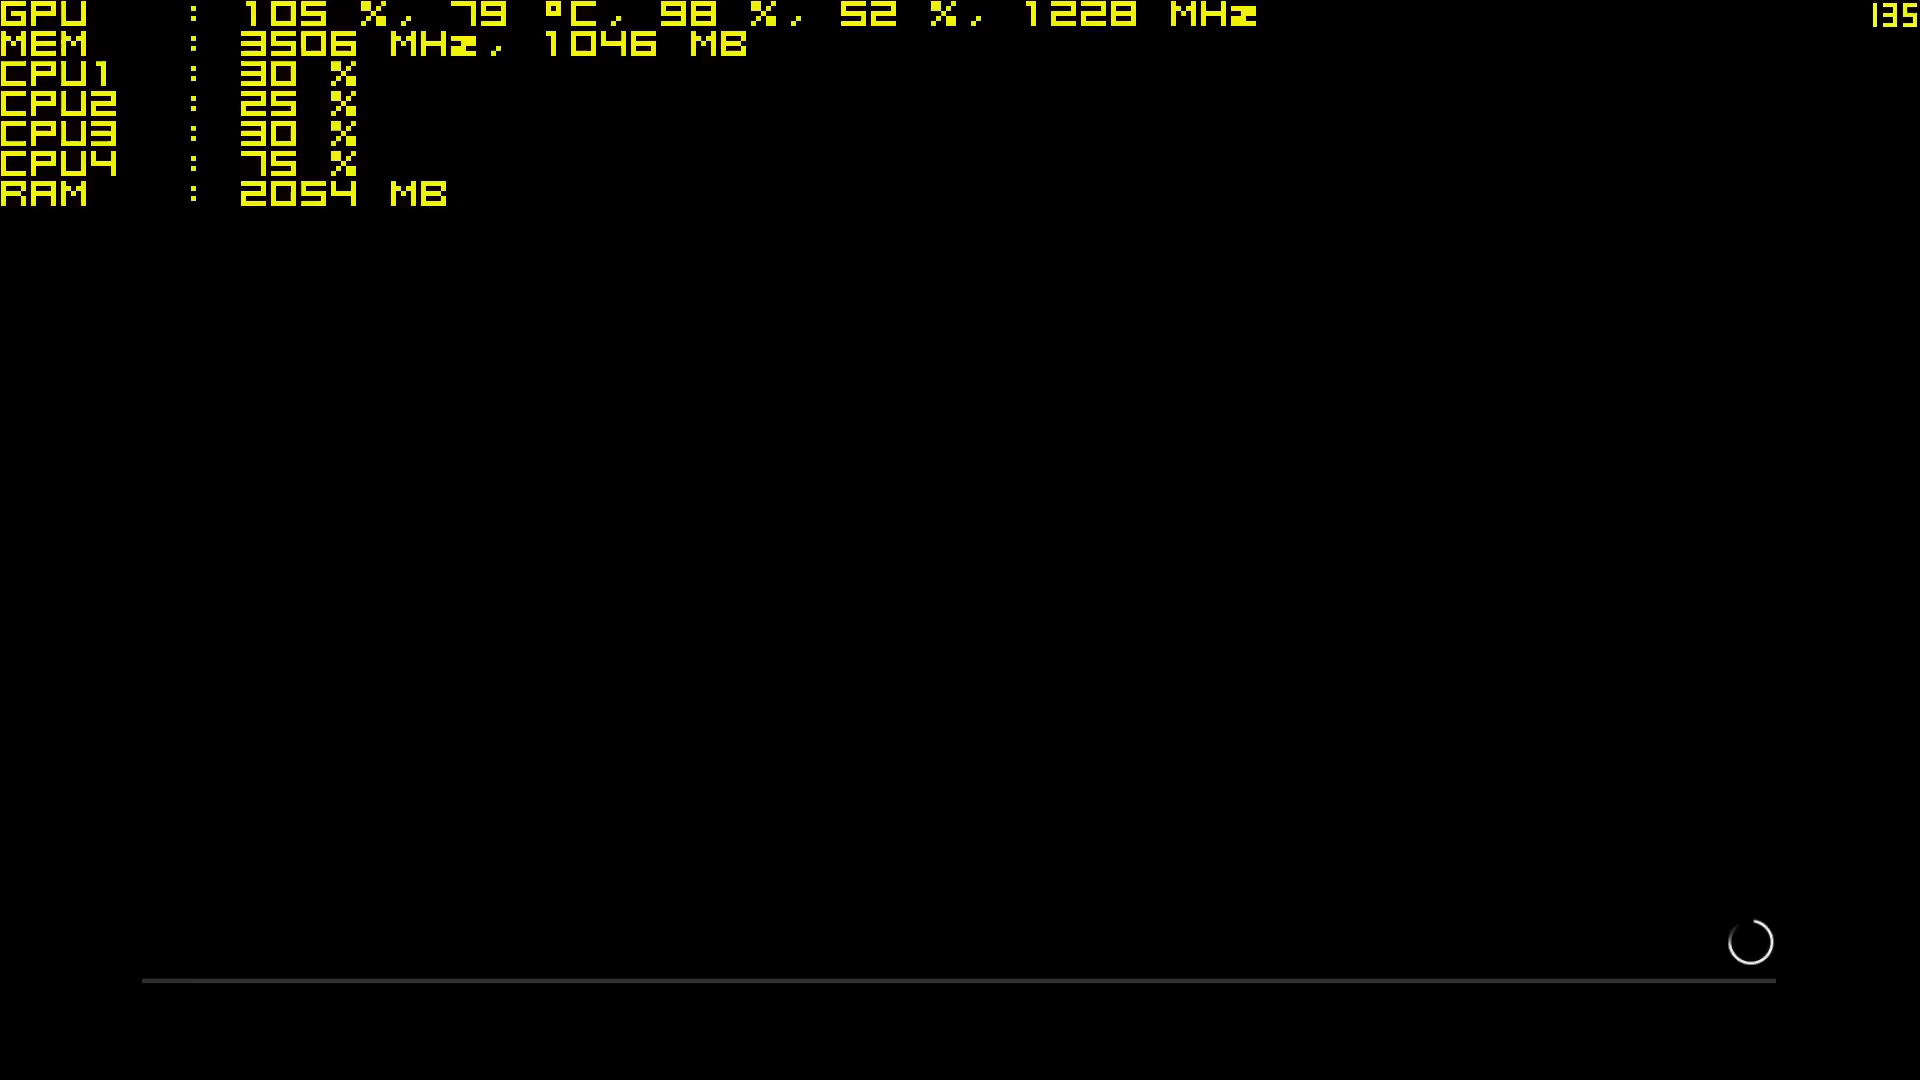 GPU : 105 %, 79 °C, 98 %, 52 %, 1228 MHz 135
MEM : 3506 MHz, 1046 MB
CPU1 : 30 %
CPU2 : 25 %
CPU3 : 30 %
CPU4 : 75 %
RAM : 2054 MB